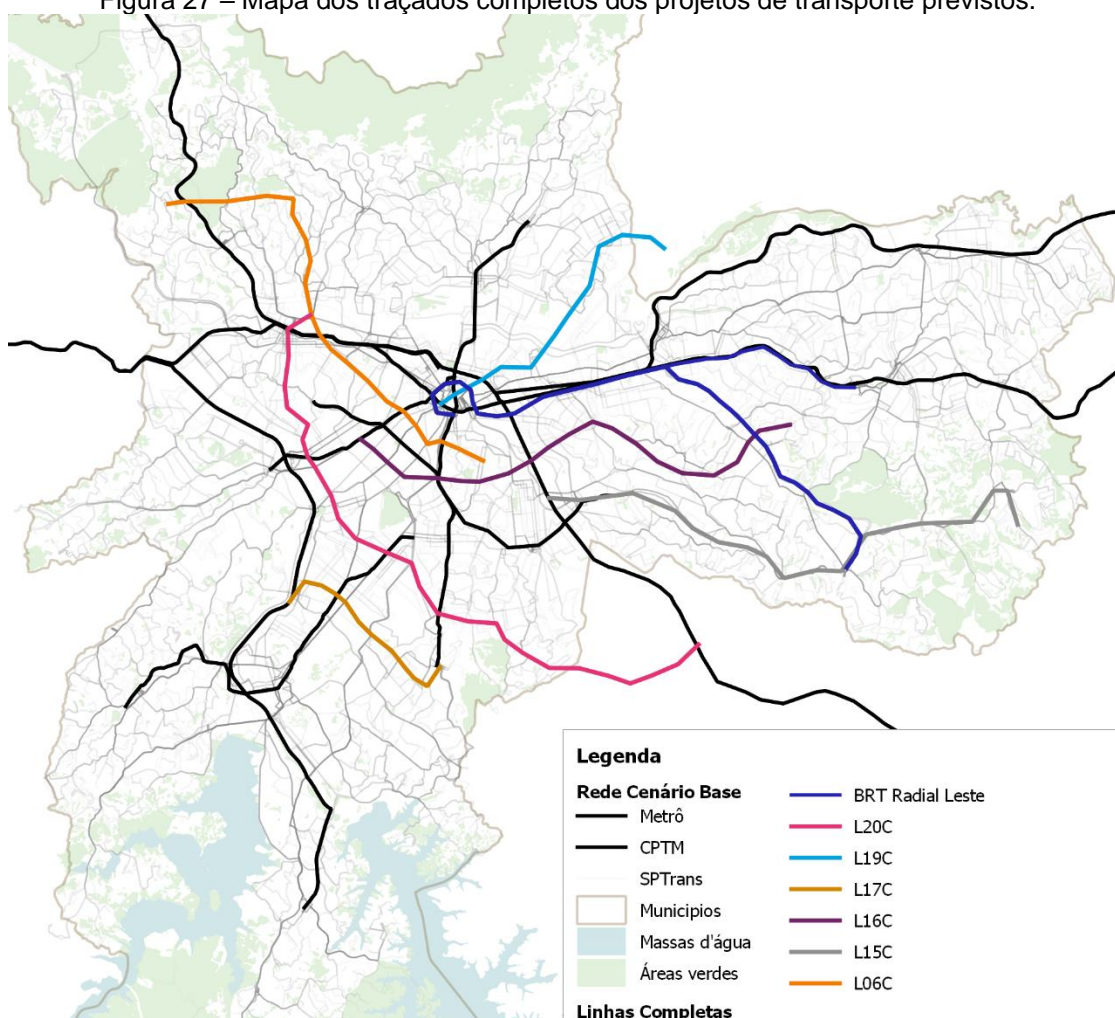 Figura 27 – Mapa dos traçados completos dos projetos de transporte previstos.
Legenda
Rede Cenário Base
Metrô
CPTM
SPTrans
Municipios
Massas d'água
Áreas verdes
Linhas Completas
BRT Radial Leste
L20C
L19C
L17C
L16C
L15C
L06C